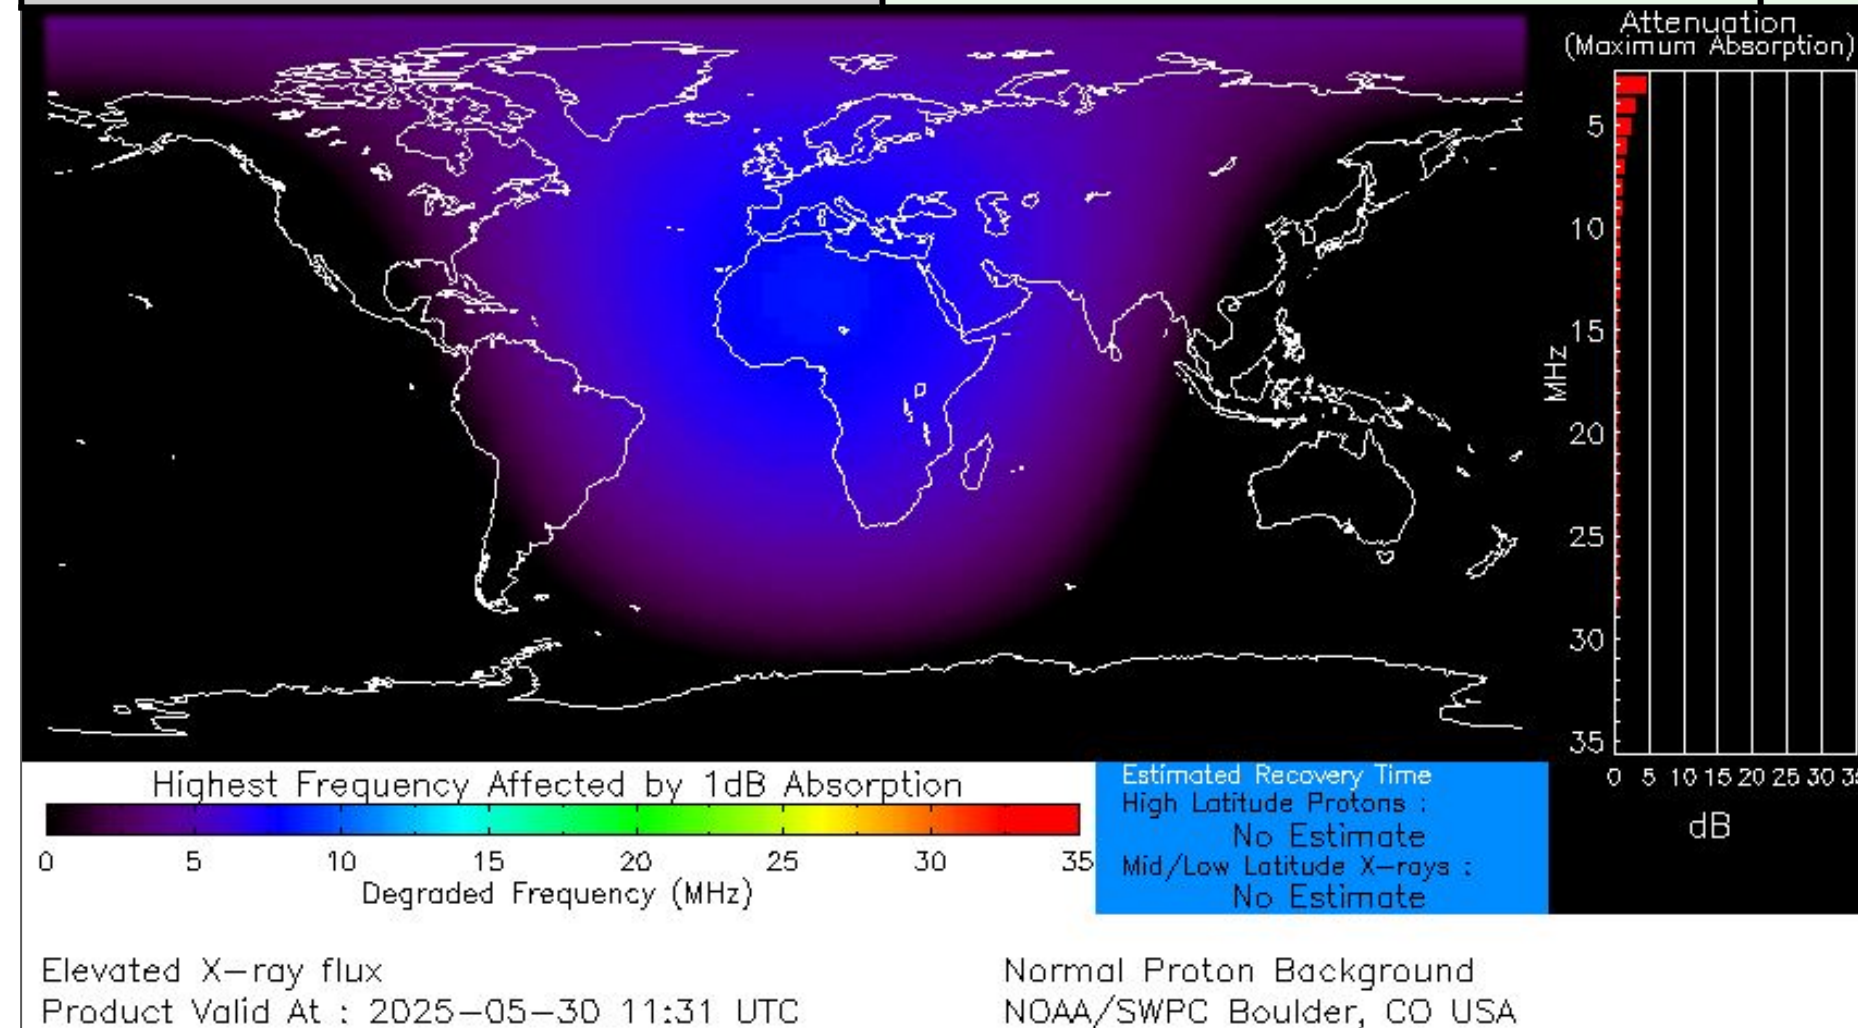 Attenuation
(Maximum Absorption)
5
10
15
20
25
30
35
MHz
0 5 10 15 20 25 30
dB
Highest Frequency Affected by 1dB Absorption
0 5 10 15 20 25 30 35
Degraded Frequency (MHz)
Estimated Recovery Time
High Latitude Protons :
No Estimate
Mid/Low Latitude X-rays :
No Estimate
Elevated X-ray flux
Normal Proton Background
Product Valid At : 2025-05-30 11:31 UTC
NOAA/SWPC Boulder, CO USA